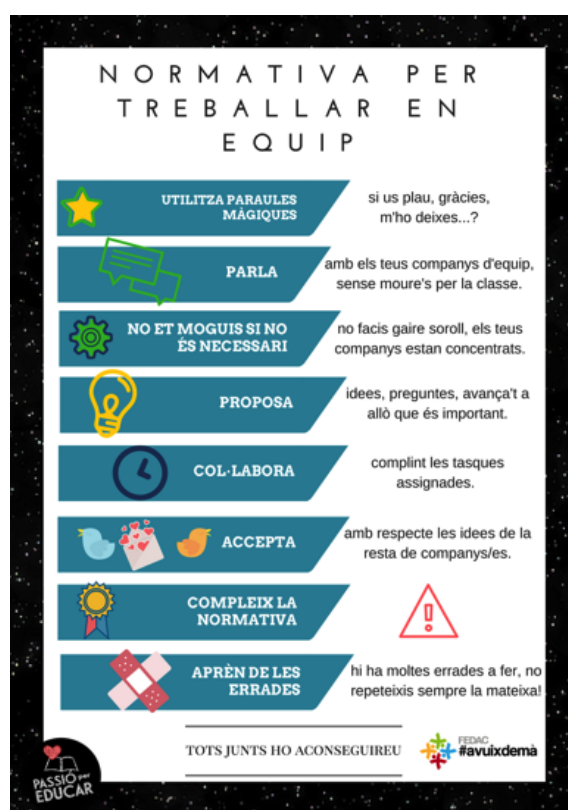 NORMATIVA PER
TREBALLAR EN
EQUIP
UTILITZA PARAULES
MÀGIQUES
si us plau, gràcies,
m'ho deixes...?
PARLA
amb els teus companys d'equip,
sense moure's per la classe.
NO ET MOGUIS SI NO
ÉS NECESSARI
no facis gaire soroll, els teus
companys estan concentrats.
PROPOSA
idees, preguntes, avança't a
allò que és important.
COL·LABORA
complint les tasques
assignades.
ACCEPTA
amb respecte les idees de la
resta de companys/es.
COMPLEIX LA
NORMATIVA
APRÈN DE LES
ERRADES
hi ha moltes errades a fer, no
repeteixis sempre la mateixa!
TOTS JUNTS HO ACONSEGUIREU
FEDAC
#avuixdemà
PASSIÓ per
EDUCAR